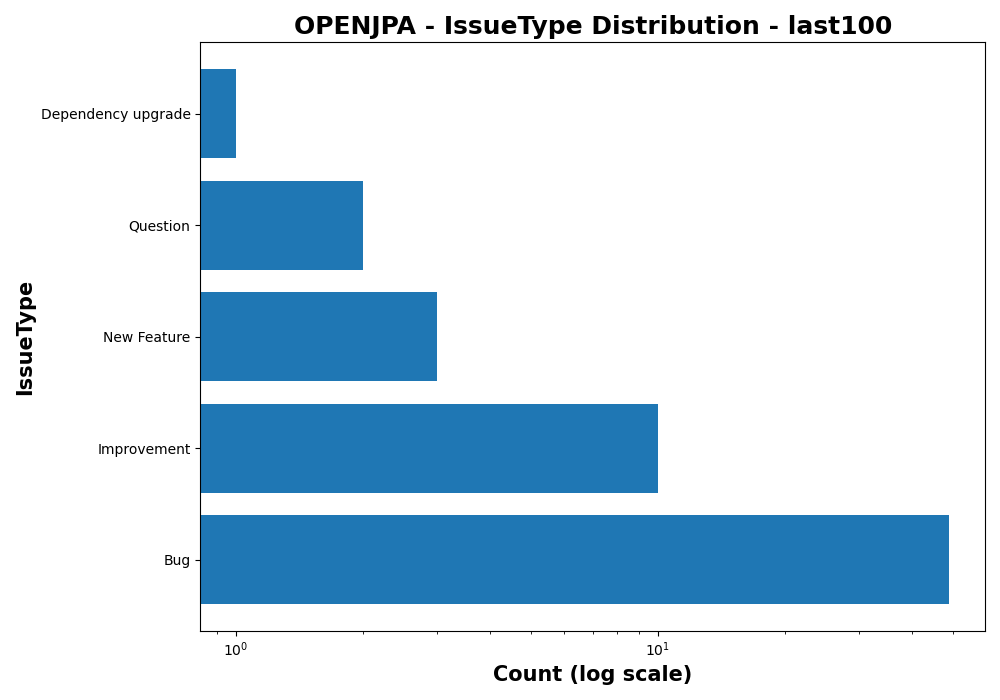 OPENJPA - IssueType Distribution - last100
IssueType
Dependency upgrade
Question
New Feature
Improvement
Bug
10⁰ 10¹
Count (log scale)